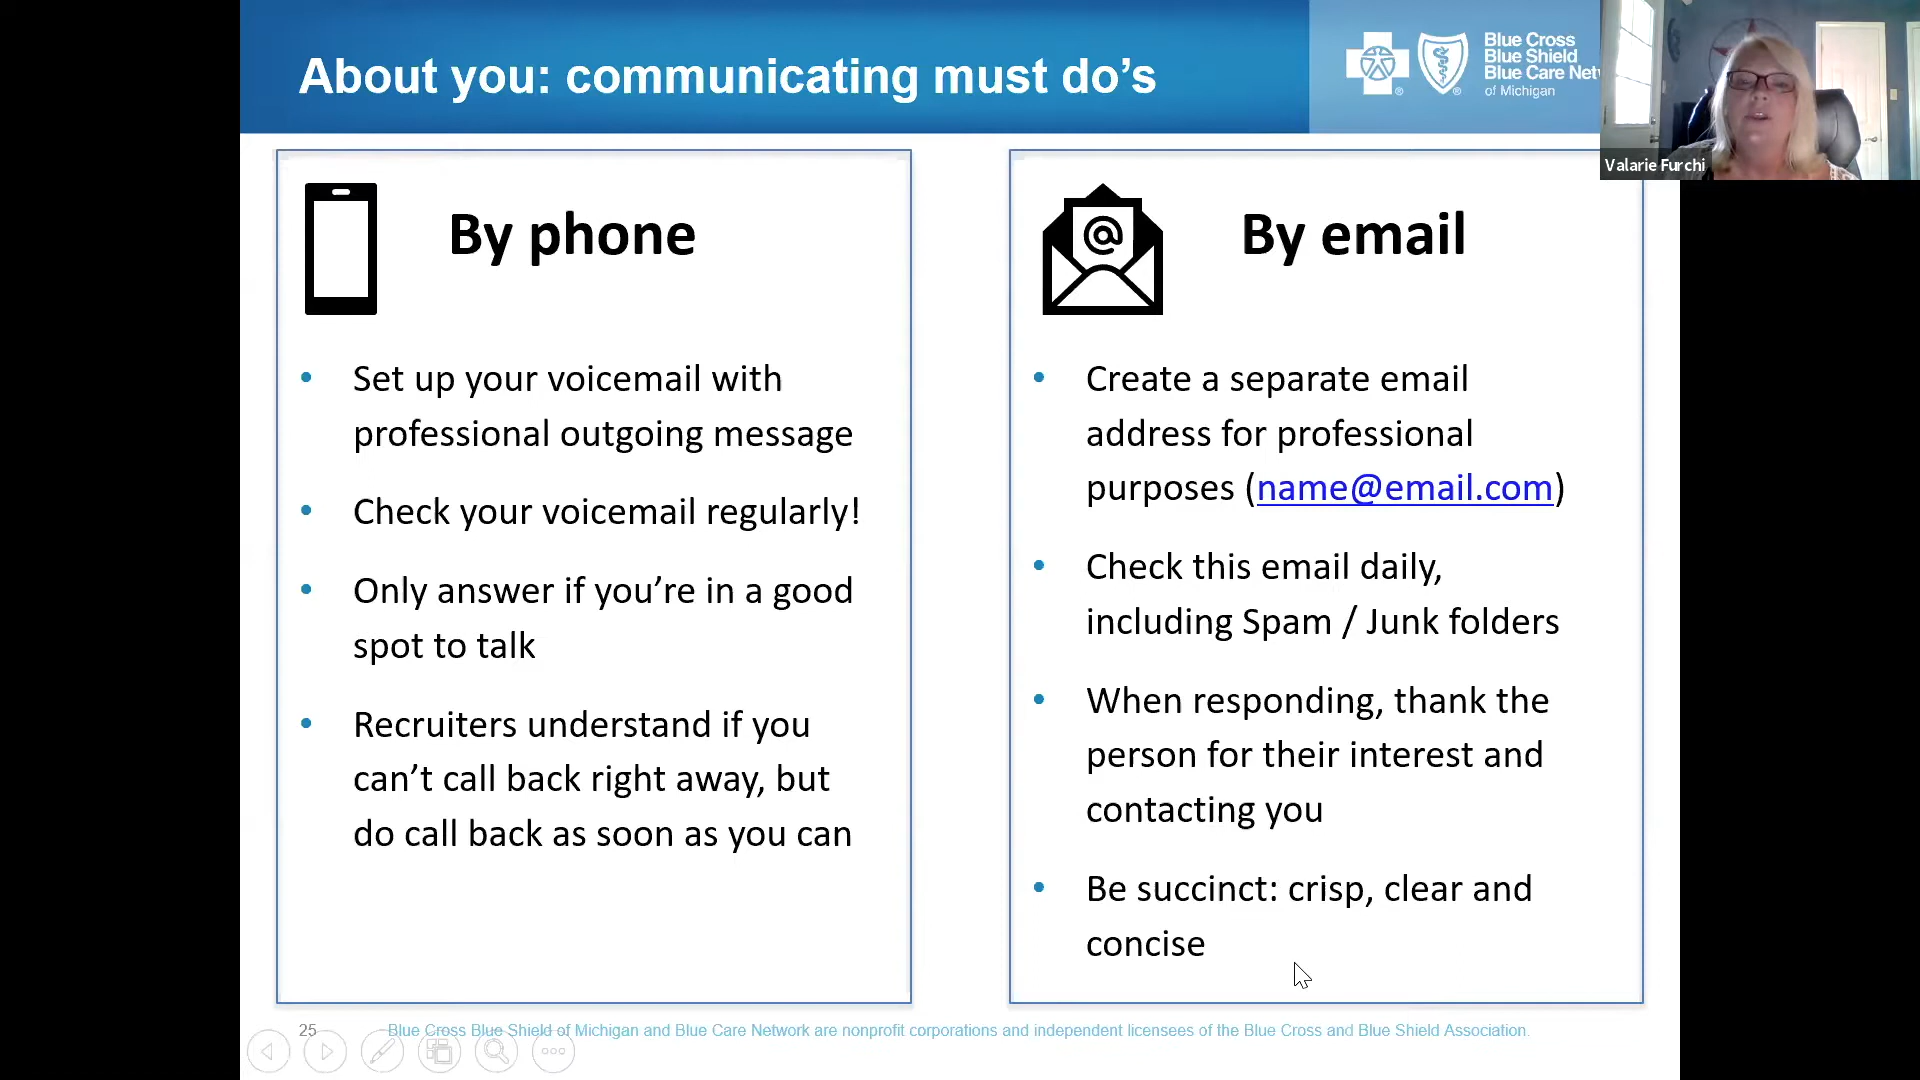 About you: communicating must do’s
Blue Cross
Blue Shield
Blue Care Net
of Michigan
Valarie Furchi
By phone
• Set up your voicemail with
professional outgoing message
• Check your voicemail regularly!
• Only answer if you’re in a good
spot to talk
• Recruiters understand if you
can’t call back right away, but
do call back as soon as you can
@
By email
• Create a separate email
address for professional
purposes (name@email.com)
• Check this email daily,
including Spam / Junk folders
• When responding, thank the
person for their interest and
contacting you
• Be succinct: crisp, clear and
concise
25
Blue Cross Blue Shield of Michigan and Blue Care Network are nonprofit corporations and independent licensees of the Blue Cross and Blue Shield Association.